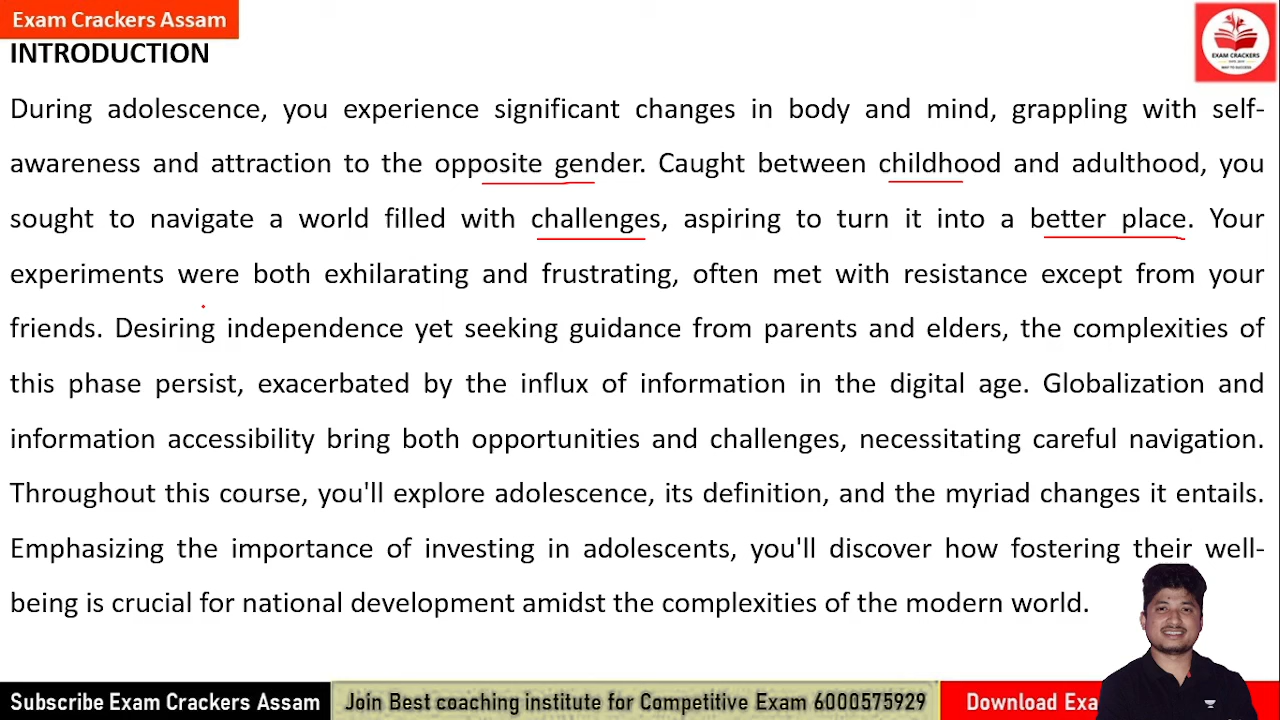 Exam Crackers Assam
INTRODUCTION
During adolescence, you experience significant changes in body and mind, grappling with self-
awareness and attraction to the opposite gender. Caught between childhood and adulthood, you
sought to navigate a world filled with challenges, aspiring to turn it into a better place. Your
experiments were both exhilarating and frustrating, often met with resistance except from your
friends. Desiring independence yet seeking guidance from parents and elders, the complexities of
this phase persist, exacerbated by the influx of information in the digital age. Globalization and
information accessibility bring both opportunities and challenges, necessitating careful navigation.
Throughout this course, you'll explore adolescence, its definition, and the myriad changes it entails.
Emphasizing the importance of investing in adolescents, you'll discover how fostering their well-
being is crucial for national development amidst the complexities of the modern world.
EXAM CRACKERS
WAY TO SUCCESS
Subscribe Exam Crackers Assam
Join Best coaching institute for Competitive Exam 6000575929
Download Exa